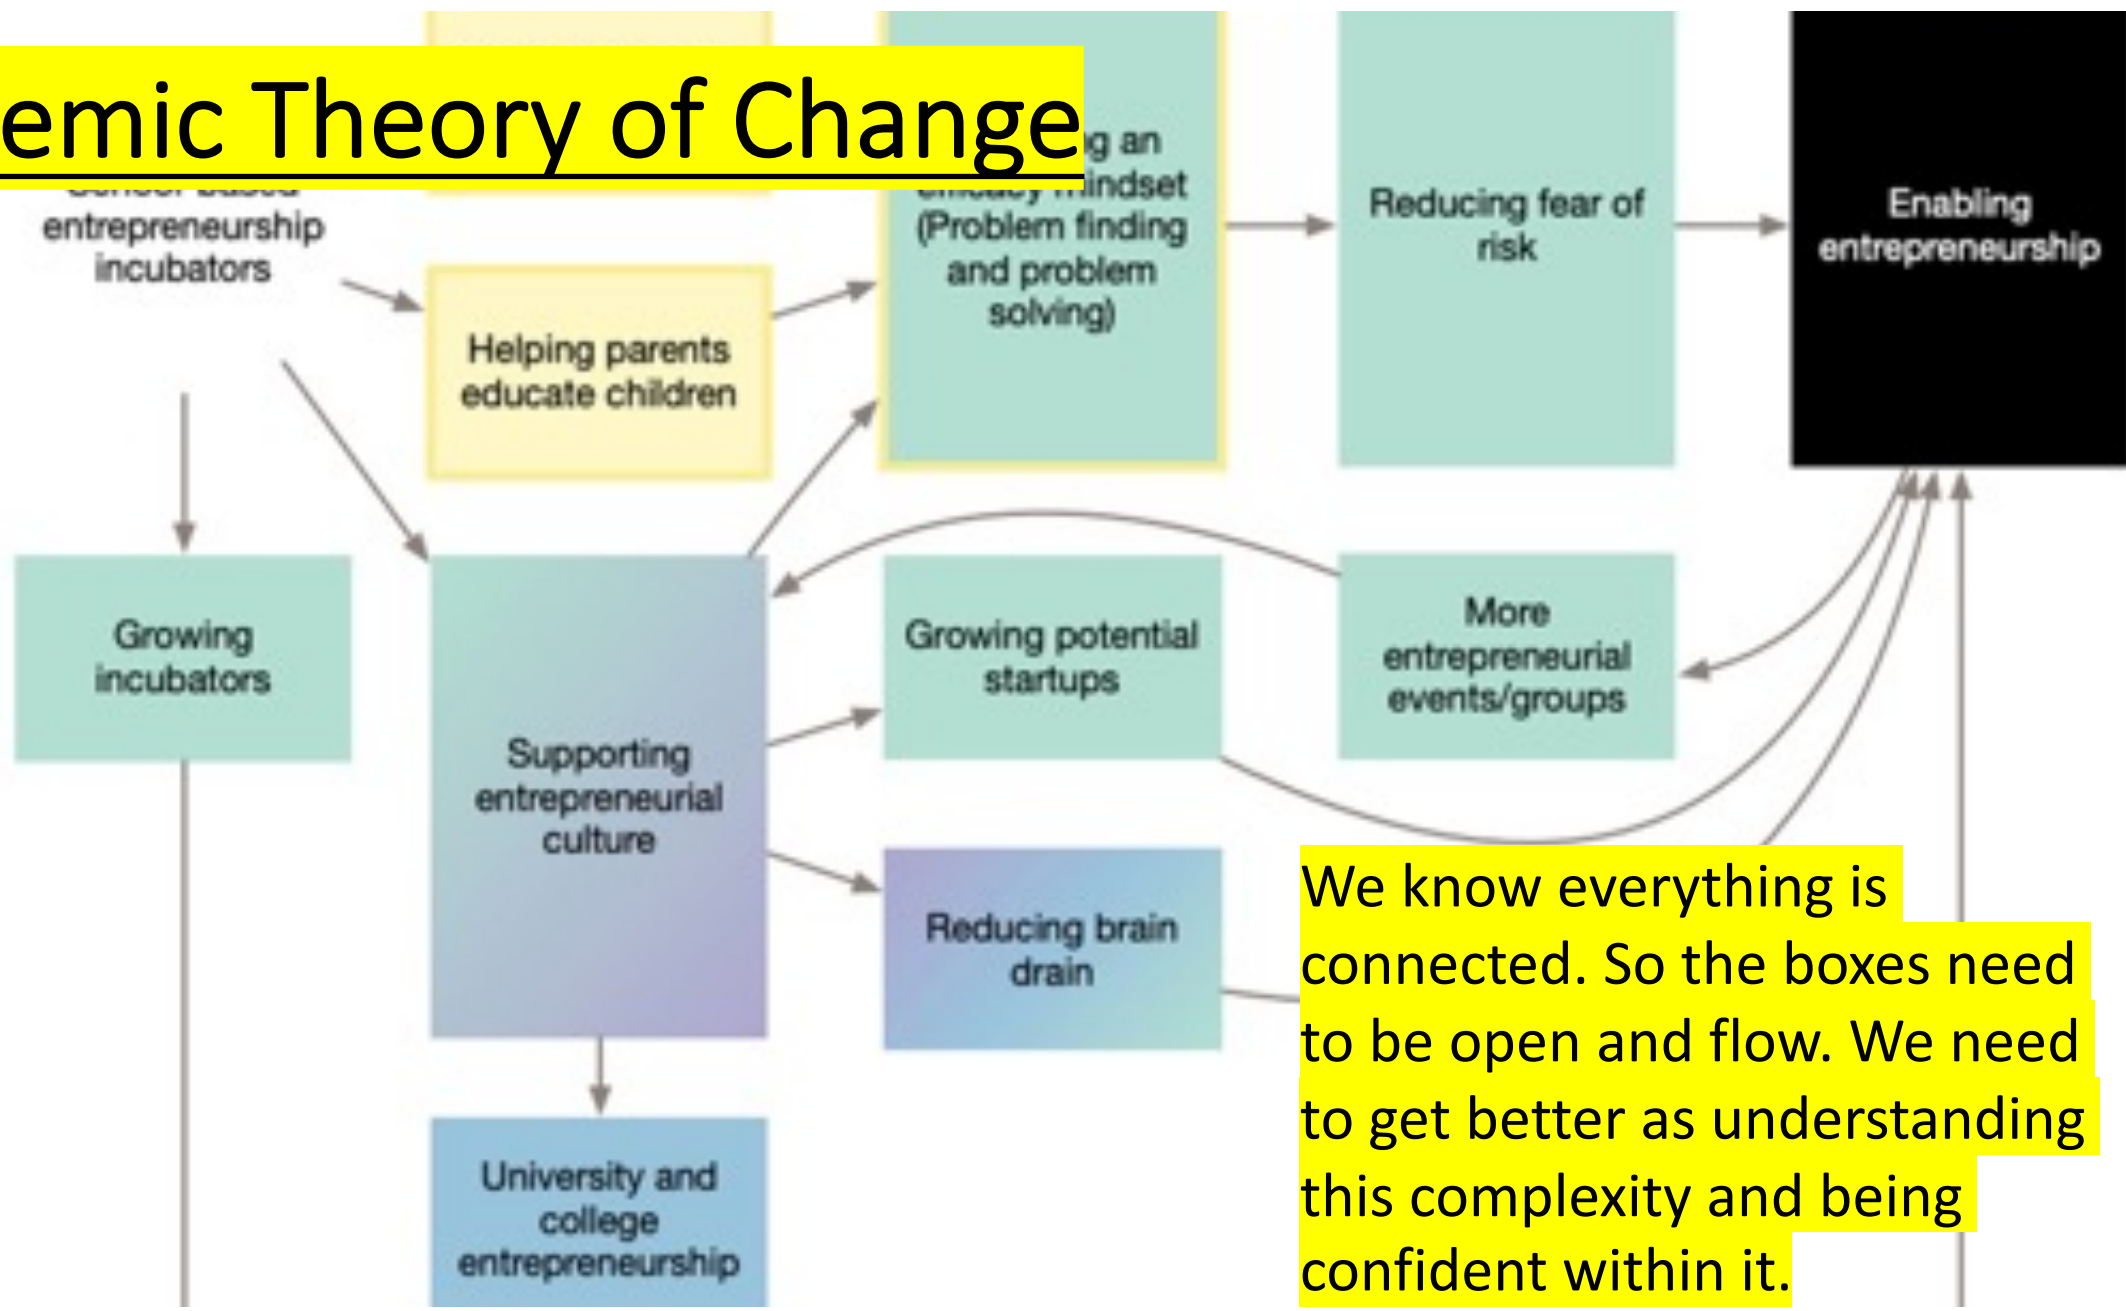 emic Theory of Change
entrepreneurship
incubators
Helping parents
educate children
g an
mindset
(Problem finding
and problem
solving)
Reducing fear of
risk
Enabling
entrepreneurship
Growing
incubators
Supporting
entrepreneurial
culture
Growing potential
startups
More
entrepreneurial
events/groups
Reducing brain
drain
University and
college
entrepreneurship
We know everything is
connected. So the boxes need
to be open and flow. We need
to get better as understanding
this complexity and being
confident within it.